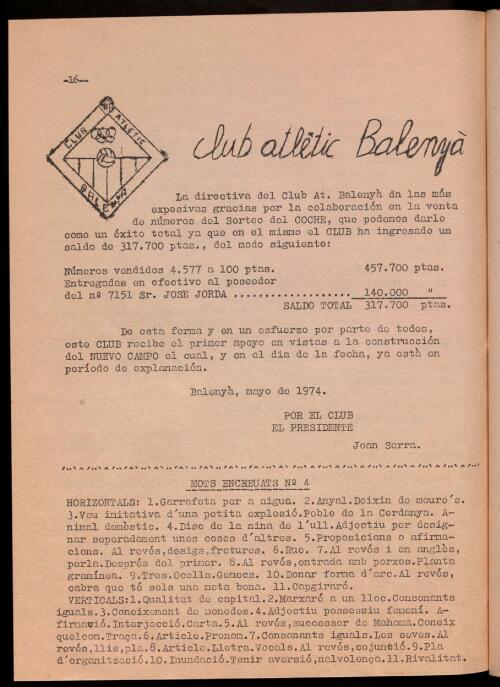 -16--
CLUB ATLÈTIC
BALENYÀ
club atlètic Balenyà
La directiva del Club At. Balenyà da las más
expesivas gracias por la colaboración en la venta
de números del Sorteo del COCHE, que podemos darlo
como un éxito total ya que en el mismo el CLUB ha ingresado un
saldo de 317.700 ptas., del modo siguiente:
Números vendidos 4.577 a 100 ptas. 457.700 ptas.
Entregadas en efectivo al poseedor
del nº 7151 Sr. JOSE JORDA .................. 140.000 "
SALDO TOTAL 317.700 ptas.
De esta forma y en un esfuerzo por parte de todos,
este CLUB recibe el primer apoyo en vistas a la construcción
del NUEVO CAMPO el cual, y en el dia de la fecha, ya está en
período de explanación.
Balenyà, mayo de 1974.
POR EL CLUB
EL PRESIDENTE
Joan Serra.
MOTS ENCREUATS Nº 4
HORIZONTALS: 1.Garrafeta per a aigua. 2.Anyal.Deixin de moure's.
3.Veu imitativa d'una petita explosió.Poble de la Cerdanya. A-
nimal domèstic. 4.Disc de la nina de l'ull.Adjectiu per desig-
nar separadament unes coses d'altres. 5.Proposicions o afirma-
cions. Al revés,desigs,fretures. 6.Ruc. 7.Al revés i en anglès,
perla.Després del primer. 8.Al revés,entrada amb porxos.Planta
gramínea. 9.Tres.Ocells.Gemecs. 10.Donar forma d'arc.Al revés,
cabra que té sols una meta bona. 11.Capgiraré.
VERTICALS:1.Qualitat de capital.2.Marxaré a un lloc.Consonants
iguals.3.Coneixement de monedes.4.Adjectiu possessiu femení. A-
firmació.Interjecció.Carta.5.Al revés,successor de Mahoma.Coneix
quelcom.Traça.6.Article.Pronom.7.Consonants iguals.Les seves.Al
revés,llis,pla.8.Article.Lletra.Vocals.Al revés,cojuntió.9.Pla
d'organització.10.Inundació.Tenir aversió,malvolença.11.Rivalitat.